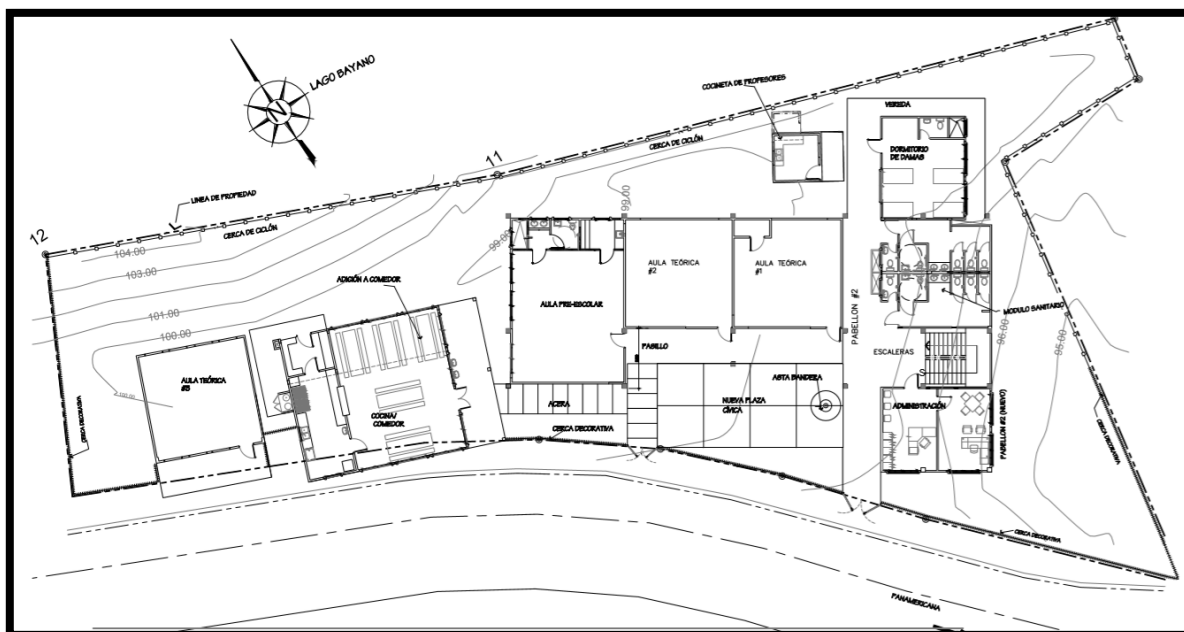 LAGO BAYANO
N
COCINETA DE PROFESORES
VEREDA
CERCA DE CICLÓN
DORMITORIO
DE DAMAS
11
LINEA DE PROPIEDAD
CERCA DE CICLÓN
12
99.00
99.00
104.00
103.00
101.00
100.00
ADICIÓN A COMEDOR
AULA TEÓRICA
#2
AULA TEÓRICA
#1
AULA PRE-ESCOLAR
PABELLON #2
MODULO SANITARIO
96.00
95.00
PASILLO
ESCALERAS
S
AULA TEÓRICA
ASTA BANDERA
ACERA
NUEVA PLAZA
CÍVICA
ADMINISTRACIÓN
PABELLON #2 (NUEVO)
COCINA/
COMEDOR
CERCA DECORATIVA
CERCA DECORATIVA
CERCA DECORATIVA
CERCA DECORATIVA
PANAMERICANA